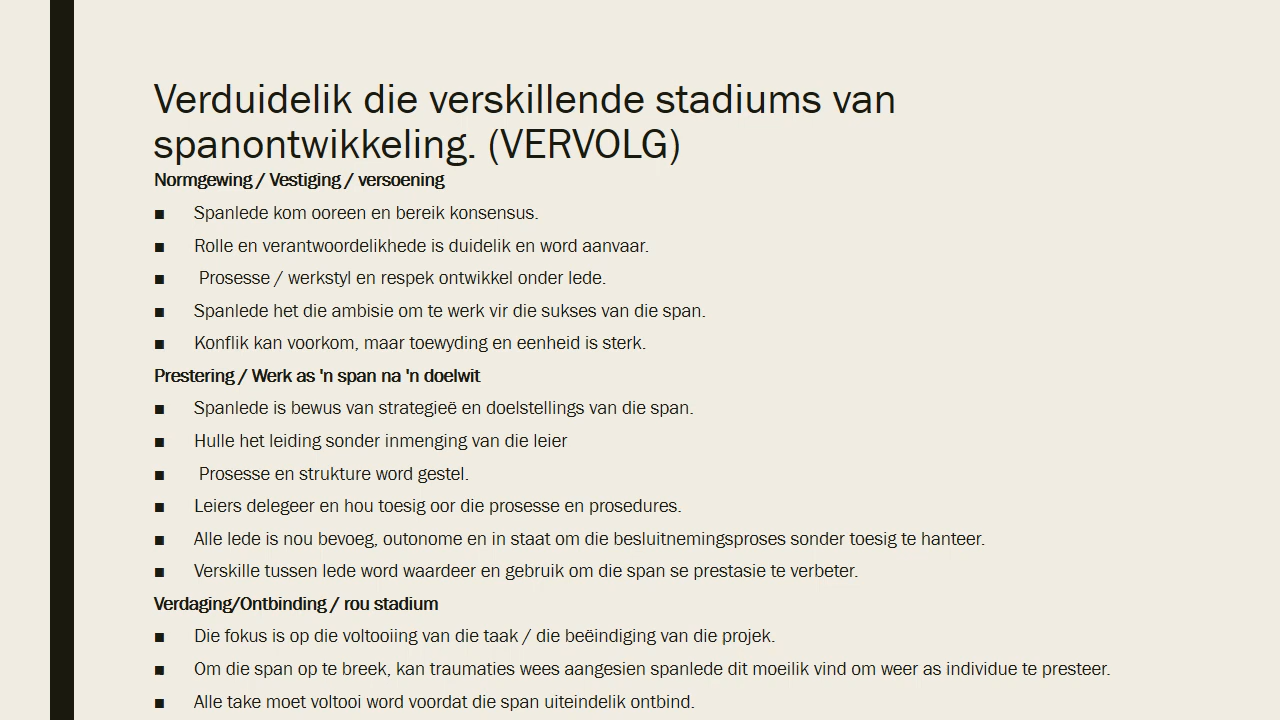 Verduidelik die verskillende stadiums van
spanontwikkeling. (VERVOLG)
Normgewing / Vestiging / versoening
■ Spanlede kom ooreen en bereik konsensus.
■ Rolle en verantwoordelikhede is duidelik en word aanvaar.
■ Prosesse / werkstyl en respek ontwikkel onder lede.
■ Spanlede het die ambisie om te werk vir die sukses van die span.
■ Konflik kan voorkom, maar toewyding en eenheid is sterk.
Prestering / Werk as 'n span na 'n doelwit
■ Spanlede is bewus van strategieë en doelstellings van die span.
■ Hulle het leiding sonder inmenging van die leier
■ Prosesse en strukture word gestel.
■ Leiers delegeer en hou toesig oor die prosesse en prosedures.
■ Alle lede is nou bevoeg, outonome en in staat om die besluitnemingsproses sonder toesig te hanteer.
■ Verskille tussen lede word waardeer en gebruik om die span se prestasie te verbeter.
Verdaging/Ontbinding / rou stadium
■ Die fokus is op die voltooiing van die taak / die beëindiging van die projek.
■ Om die span op te breek, kan traumaties wees aangesien spanlede dit moeilik vind om weer as individue te presteer.
■ Alle take moet voltooi word voordat die span uiteindelik ontbind.